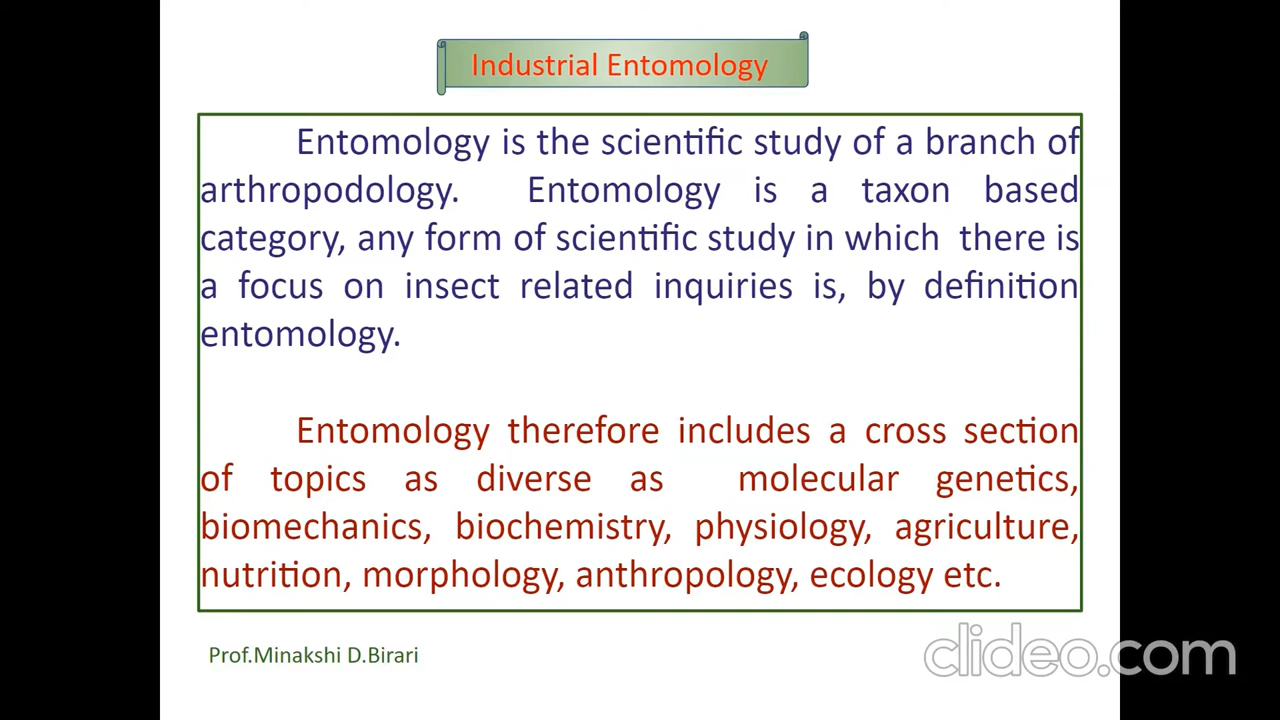 Industrial Entomology
Entomology is the scientific study of a branch of
arthropodology. Entomology is a taxon based
category, any form of scientific study in which there is
a focus on insect related inquiries is, by definition
entomology.
Entomology therefore includes a cross section
of topics as diverse as molecular genetics,
biomechanics, biochemistry, physiology, agriculture,
nutrition, morphology, anthropology, ecology etc.
Prof.Minakshi D.Birari
clideo.com